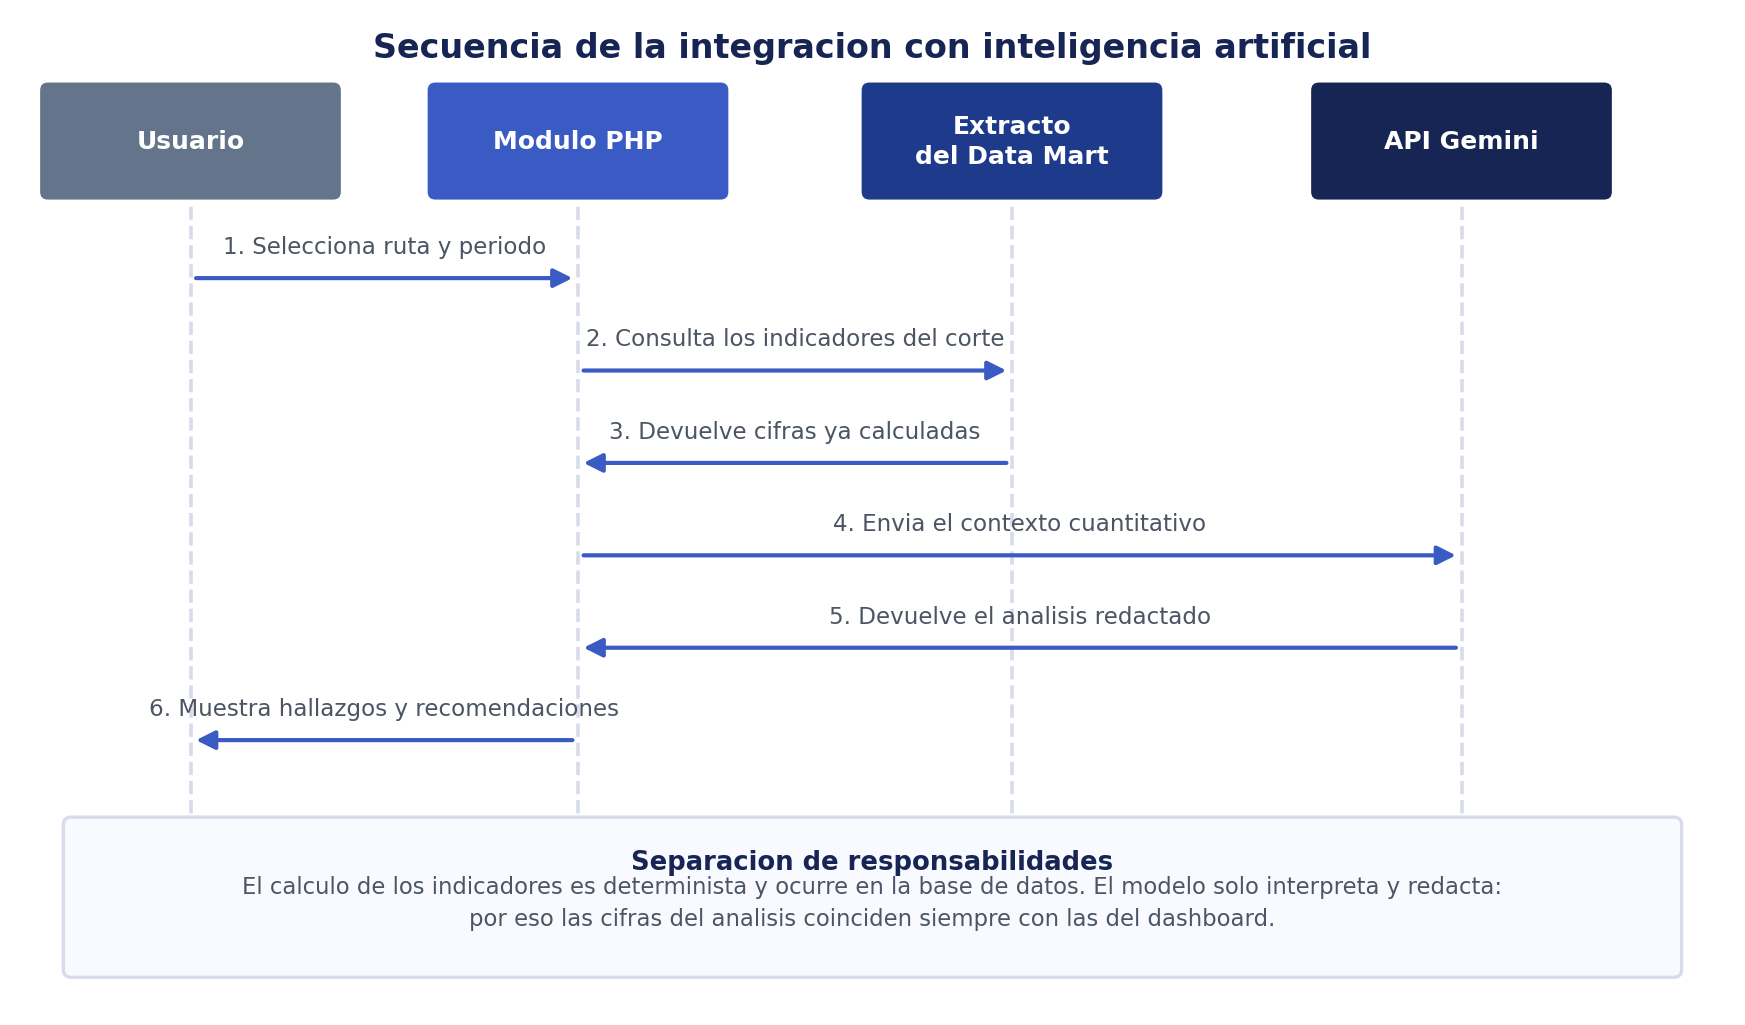 Secuencia de la integracion con inteligencia artificial
Usuario
Modulo PHP
Extracto
del Data Mart
API Gemini
1. Selecciona ruta y periodo
2. Consulta los indicadores del corte
3. Devuelve cifras ya calculadas
4. Envia el contexto cuantitativo
5. Devuelve el analisis redactado
6. Muestra hallazgos y recomendaciones
Separacion de responsabilidades
El calculo de los indicadores es determinista y ocurre en la base de datos. El modelo solo interpreta y redacta:
por eso las cifras del analisis coinciden siempre con las del dashboard.